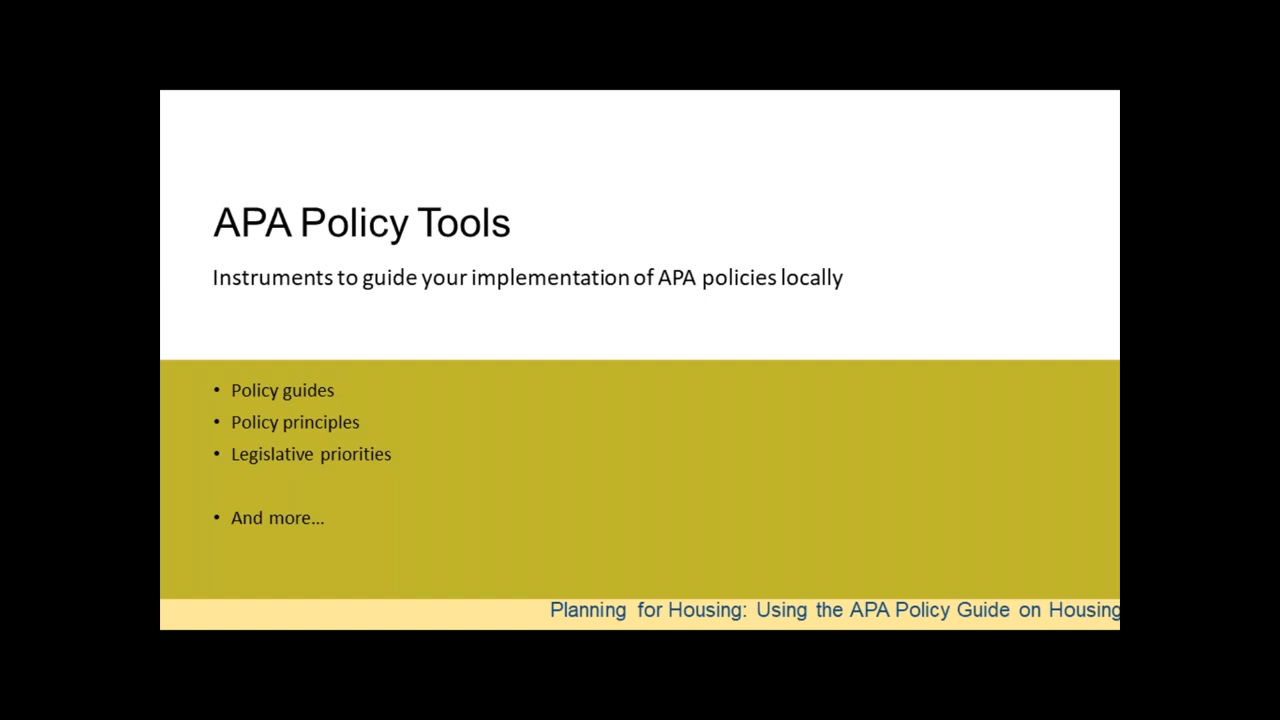 APA Policy Tools
Instruments to guide your implementation of APA policies locally
• Policy guides
• Policy principles
• Legislative priorities
• And more...
Planning for Housing: Using the APA Policy Guide on Housing